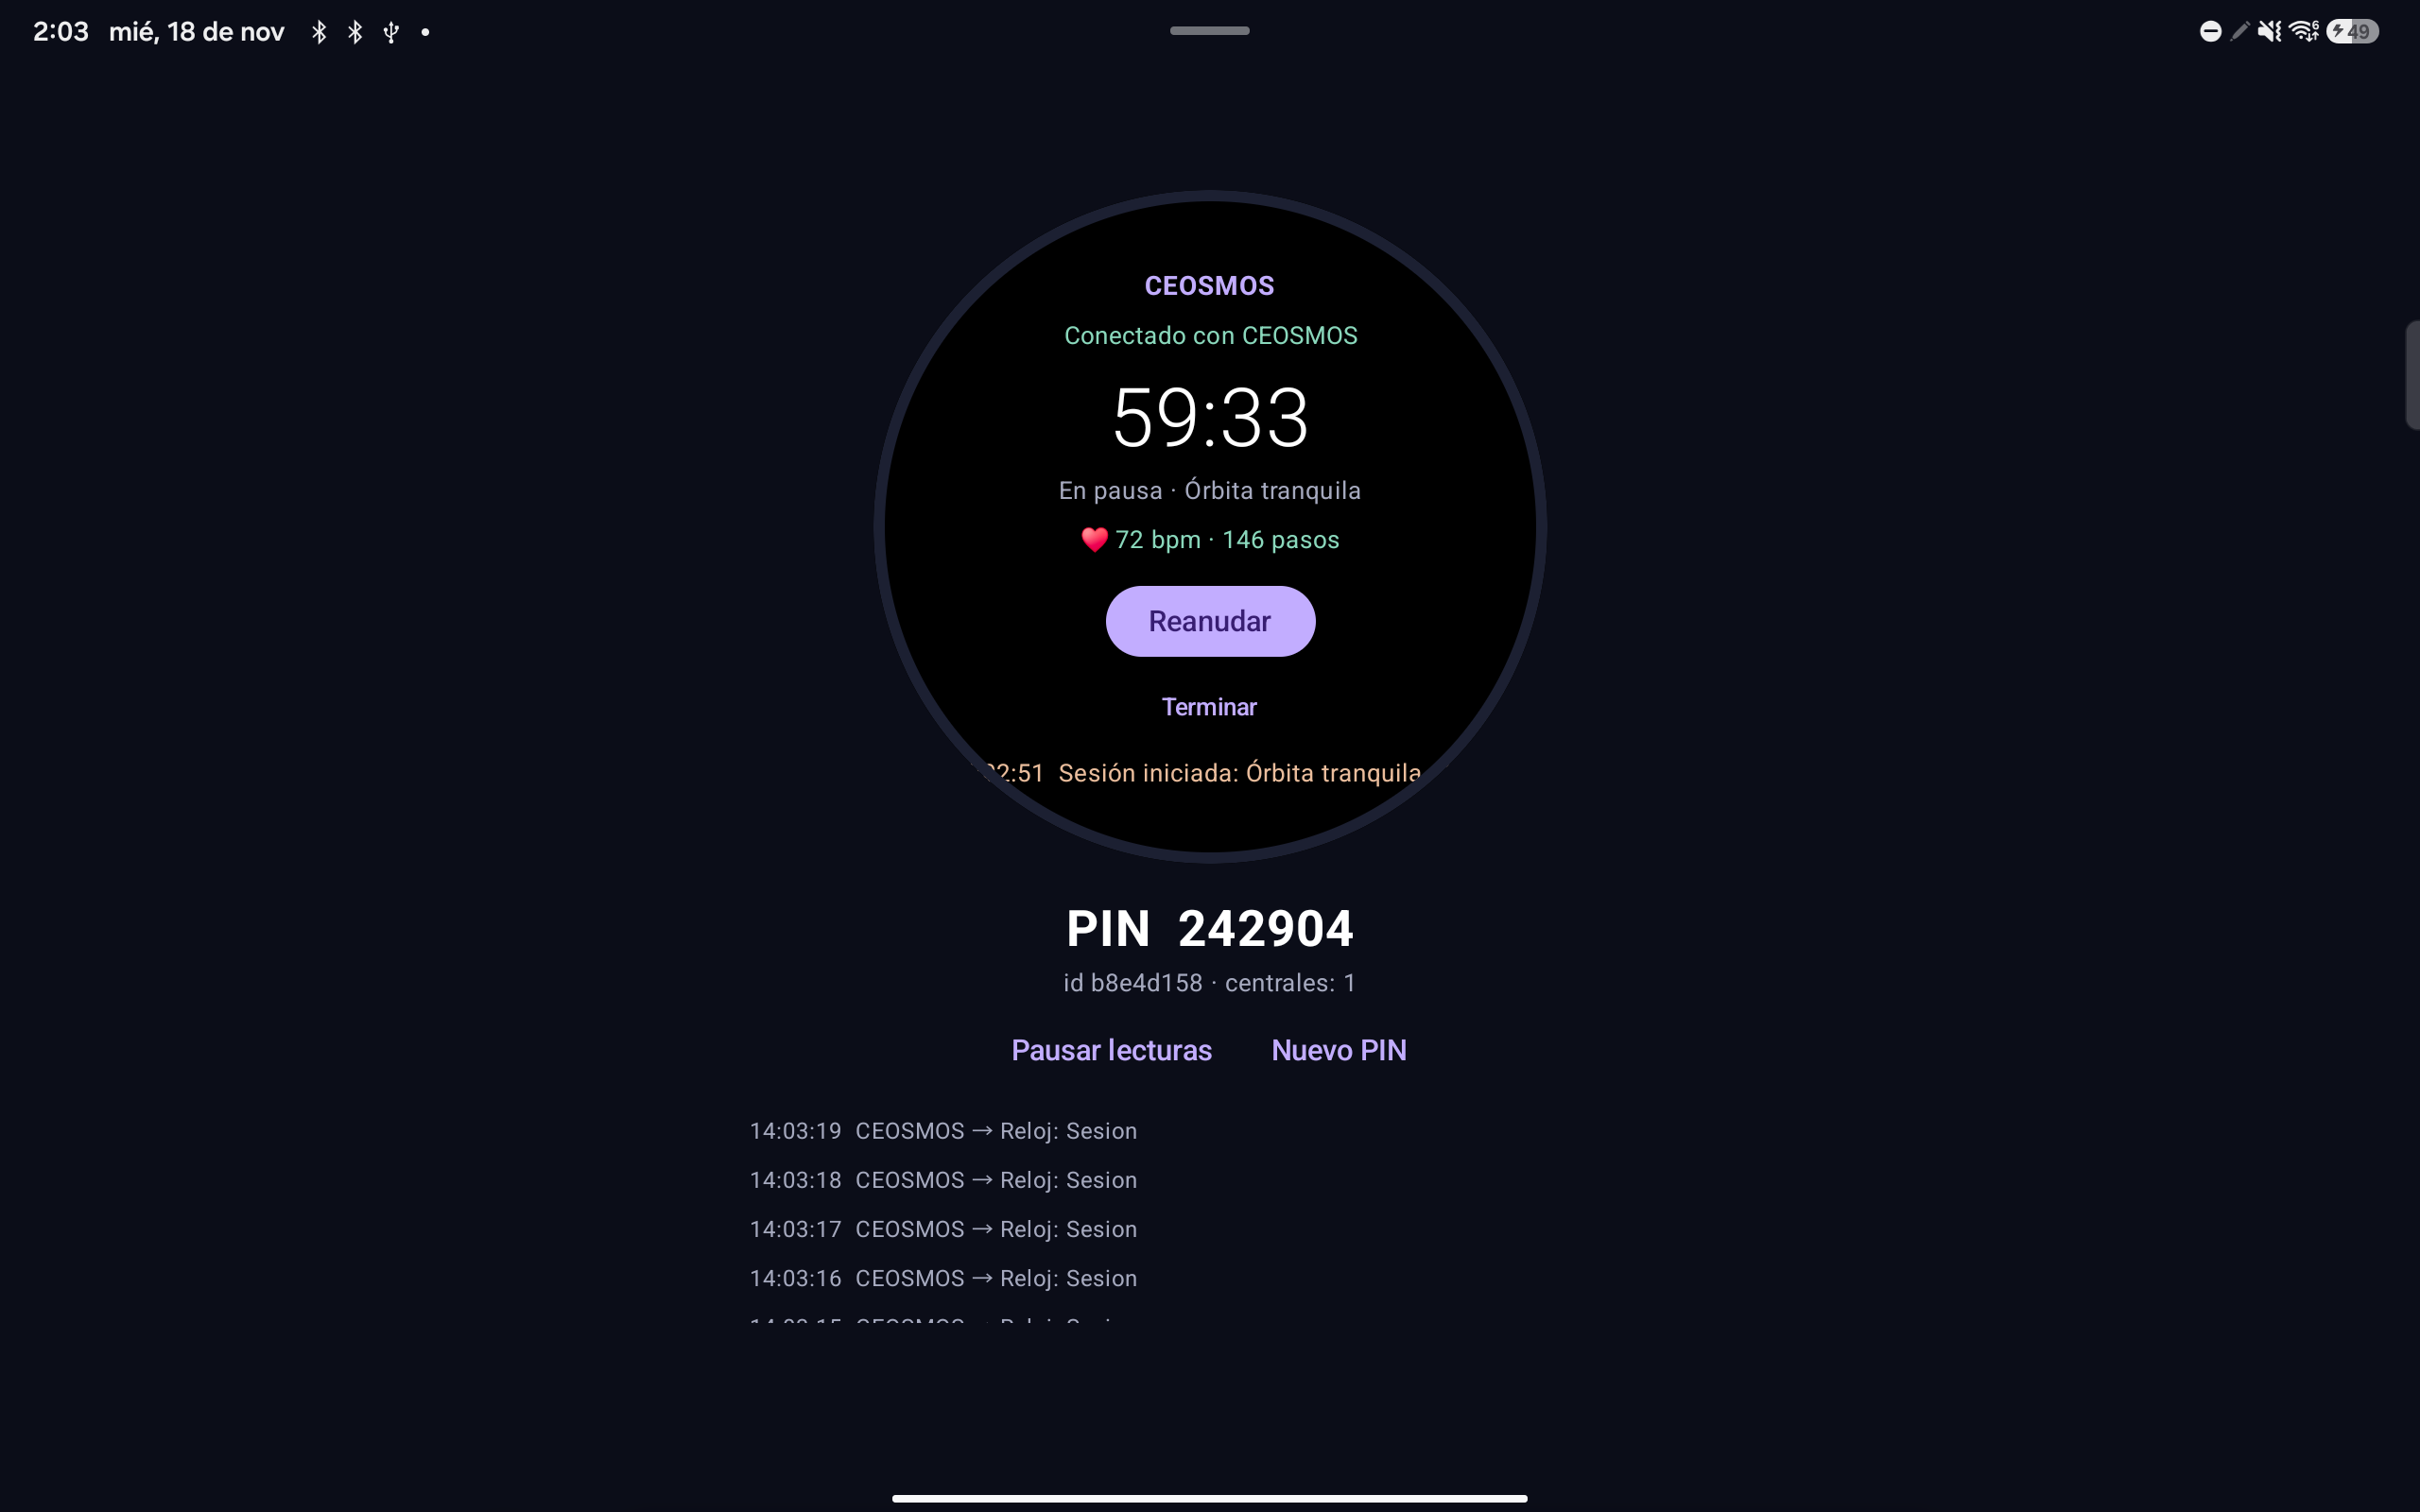 2:03 mié, 18 de nov
6
49
CEOSMOS
Conectado con CEOSMOS
59:33
En pausa · Órbita tranquila
72 bpm · 146 pasos
Reanudar
Terminar
2:51 Sesión iniciada: Órbita tranquila
PIN 242904
id b8e4d158 · centrales: 1
Pausar lecturas Nuevo PIN
14:03:19 CEOSMOS → Reloj: Sesion
14:03:18 CEOSMOS → Reloj: Sesion
14:03:17 CEOSMOS → Reloj: Sesion
14:03:16 CEOSMOS → Reloj: Sesion